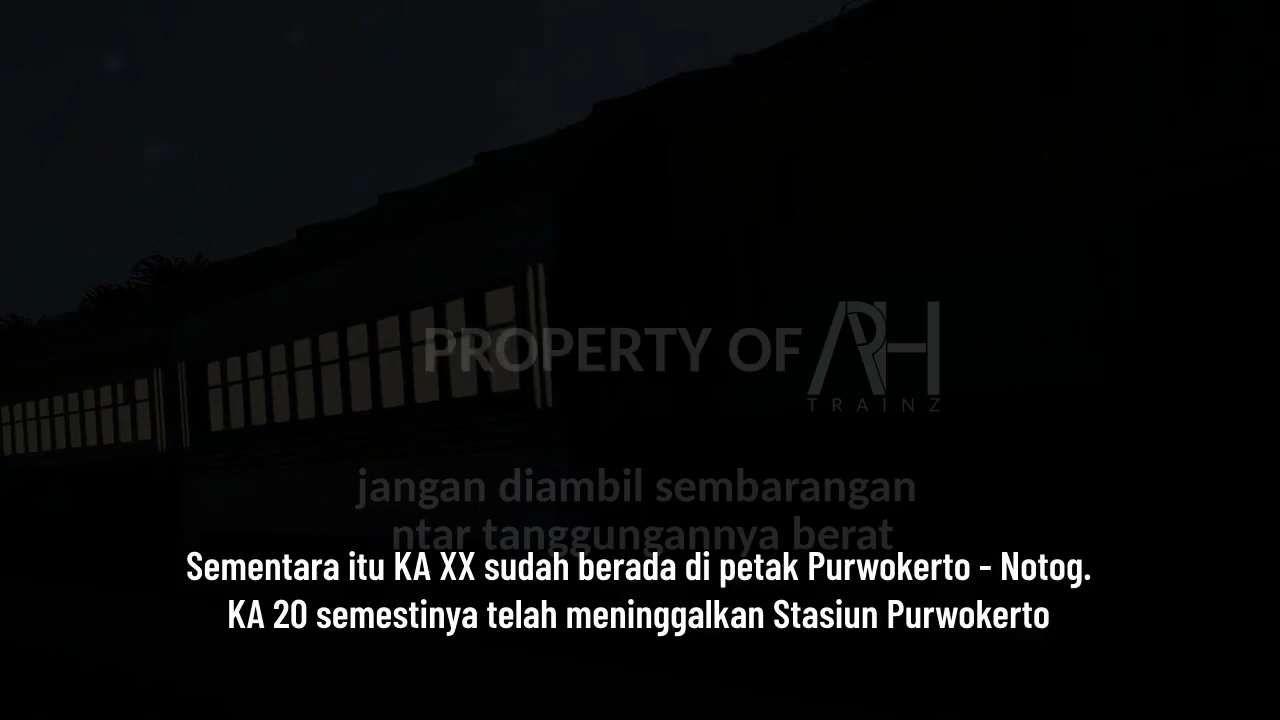 PROPERTY OF ARH
TRAINZ
jangan diambil sembarangan
ntar tanggungannya berat
Sementara itu KA XX sudah berada di petak Purwokerto - Notog.
KA 20 semestinya telah meninggalkan Stasiun Purwokerto